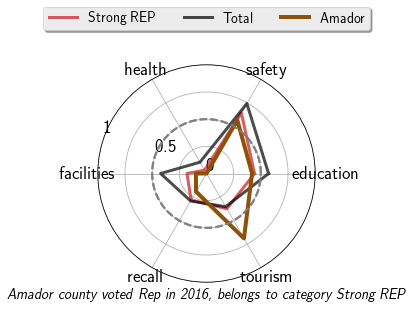 Strong REP Total Amador
health safety
1
0.5
0
facilities education
recall tourism
Amador county voted Rep in 2016, belongs to category Strong REP